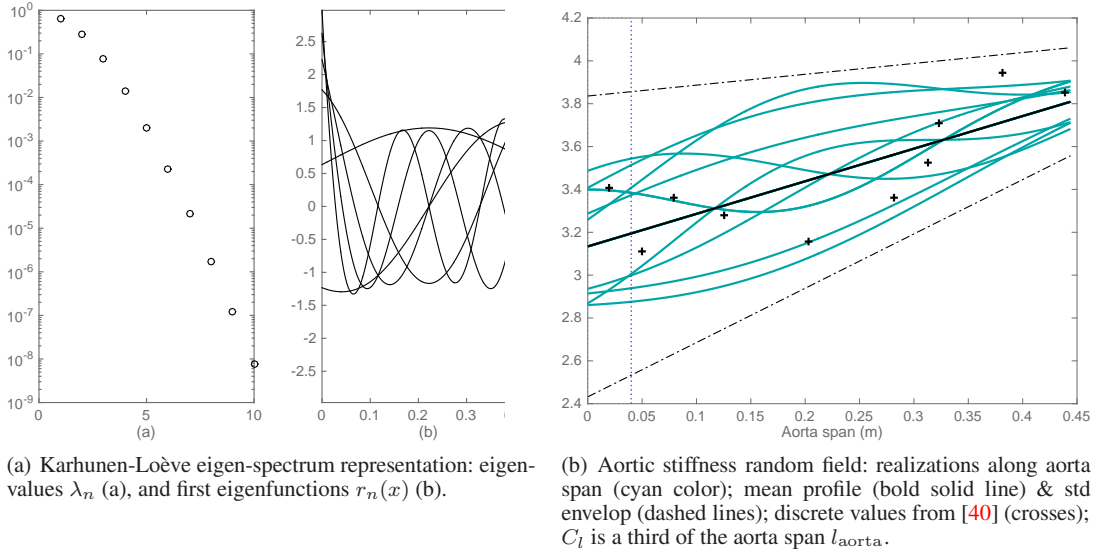 10^0
10^-1
10^-2
10^-3
10^-4
10^-5
10^-6
10^-7
10^-8
10^-9
0 5 10
(a)
2.5
2
1.5
1
0.5
0
-0.5
-1
-1.5
-2
-2.5
0 0.1 0.2 0.3
(b)
4.2
4
3.8
3.6
3.4
3.2
3
2.8
2.6
2.4
0 0.05 0.1 0.15 0.2 0.25 0.3 0.35 0.4 0.45
Aorta span (m)
(a) Karhunen-Loève eigen-spectrum representation: eigen-
values λ_n (a), and first eigenfunctions r_n(x) (b).
(b) Aortic stiffness random field: realizations along aorta
span (cyan color); mean profile (bold solid line) & std
envelop (dashed lines); discrete values from [40] (crosses);
C_l is a third of the aorta span l_aorta.